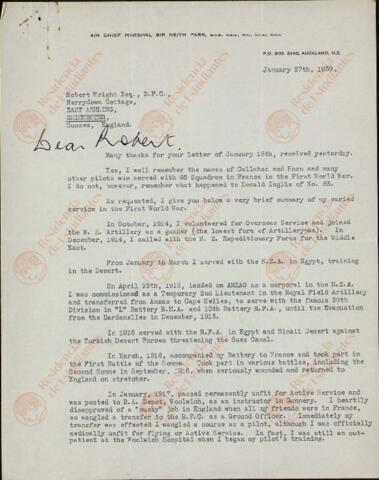 AIR CHIEF MARSHAL SIR KEITH PARK,
P.O. BOX 2240, AUCKLAND, N.Z.
January 27th, 1959.
Robert Wright Esq., D.F.C.,
Merrydown Cottage,
EAST ASHLING,
CHICHESTER,
Sussex, England.
Dear Robert,
Many thanks for your letter of January 18th, received yesterday.
Yes, I well remember the names of Callahan and Horn and many
other pilots who served with 85 Squadron in France in the First World War.
I do not, however, remember what happened to Donald Inglis of No. 85.
As requested, I give you below a very brief summary of my varied
service in the First World War.
In October, 1914, I volunteered for Overseas Service and joined
the N. Z. Artillery as a gunner (the lowest form of Artilleryman). In
December, 1914, I sailed with the N. Z. Expeditionary Force for the Middle
East.
From January to March I served with the N.Z.A. in Egypt, training
in the Desert.
On April 25th, 1915, landed on ANZAC as a corporal in the N.Z.A.
I was commissioned as a Temporary 2nd Lieutenant in the Royal Field Artillery
and transferred from Anzac to Cape Helles, to serve with the famous 29th
Division in "L" Battery R.H.A. and 10th Battery R.F.A., until the Evacuation
from the Dardanelles in December, 1915.
In 1916 served with the R.F.A. in Egypt and Sinai Desert against
the Turkish Desert Forces threatening the Suez Canal.
In March, 1916, accompanied my Battery to France and took part in
the First Battle of the Somme. Took part in various battles, including the
Second Somme in September, 1916, when seriously wounded and returned to
England on stretcher.
In January, 1917, passed permanently unfit for Active Service and
was posted to R.A. Depot, Woolwich, as an instructor in Gunnery. I heartily
disapproved of a "cushy" job in England when all my friends were in France,
so wangled a transfer to the R.F.C. as a Ground Officer. Immediately my
transfer was effected I wangled a course as a pilot, although I was officially
medically unfit for flying or Active Service. In fact, I was still an out-
patient at the Woolwich Hospital when I began my pilot's training.
Residencia
de Estudiantes